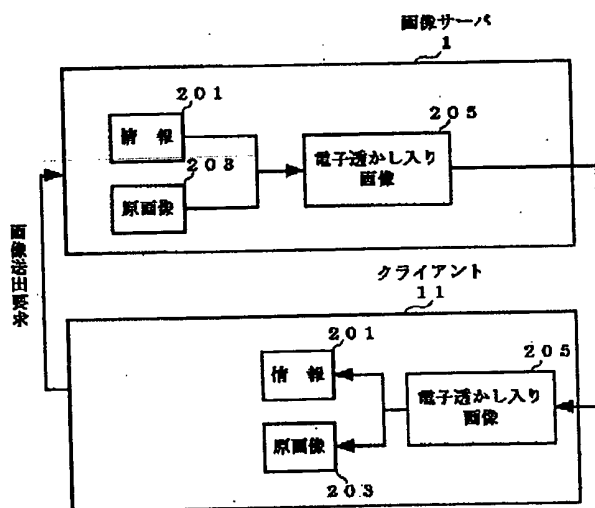 画像サーバ
1
201
情 報
203
原画像
205
電子透かし入り
画像
画像送出要求
クライアント
11
201
情 報
205
電子透かし入り
画像
原画像
203